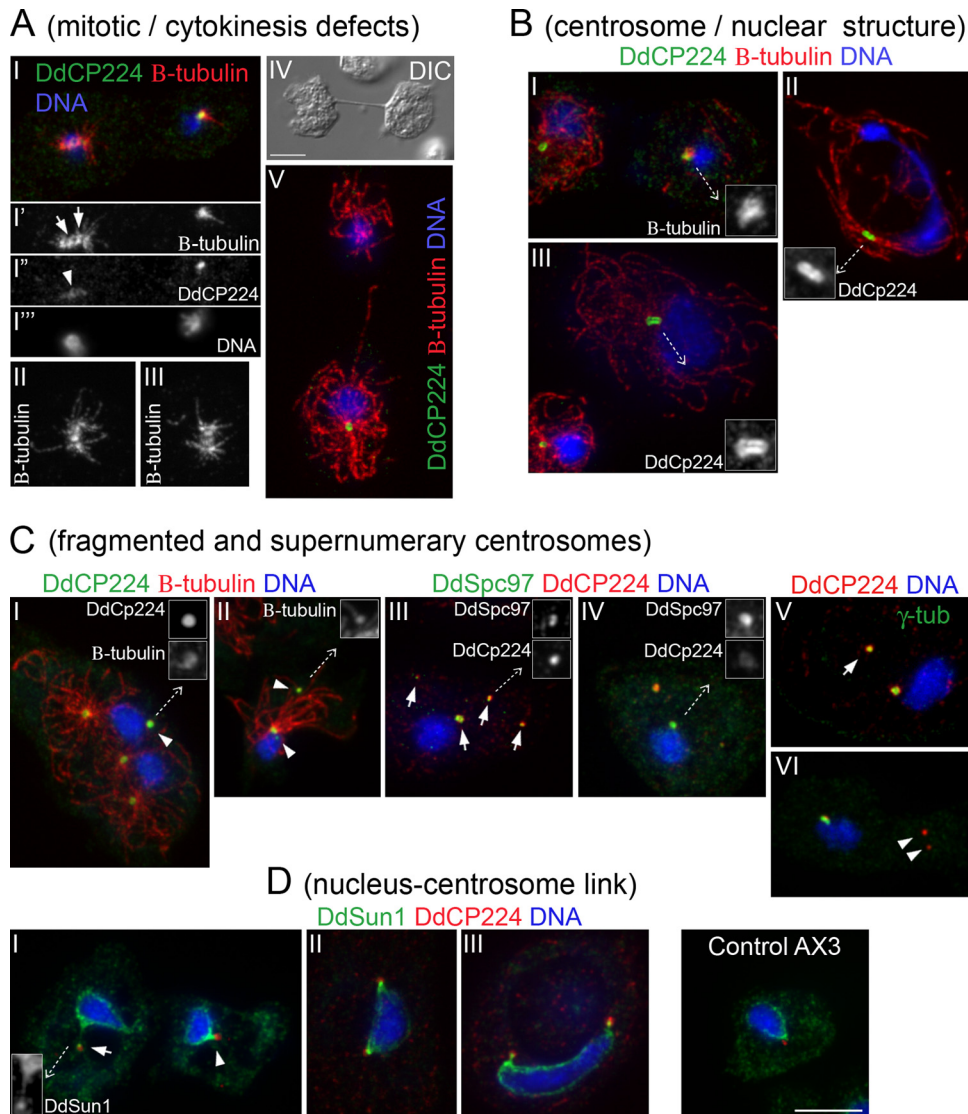 A (mitotic / cytokinesis defects)
I
DdCP224 B-tubulin
DNA
I'
B-tubulin
I''
DdCP224
I'''
DNA
II
B-tubulin
III
B-tubulin
IV
DIC
V
DdCP224 B-tubulin DNA
B (centrosome / nuclear structure)
DdCP224 B-tubulin DNA
I
B-tubulin
II
DdCp224
III
DdCp224
C (fragmented and supernumerary centrosomes)
DdCP224 B-tubulin DNA
I
DdCp224
B-tubulin
II
B-tubulin
DdSpc97 DdCP224 DNA
III
DdSpc97
DdCp224
IV
DdSpc97
DdCp224
DdCP224 DNA
V
γ-tub
VI
D (nucleus-centrosome link)
DdSun1 DdCP224 DNA
I
DdSun1
II
III
Control AX3